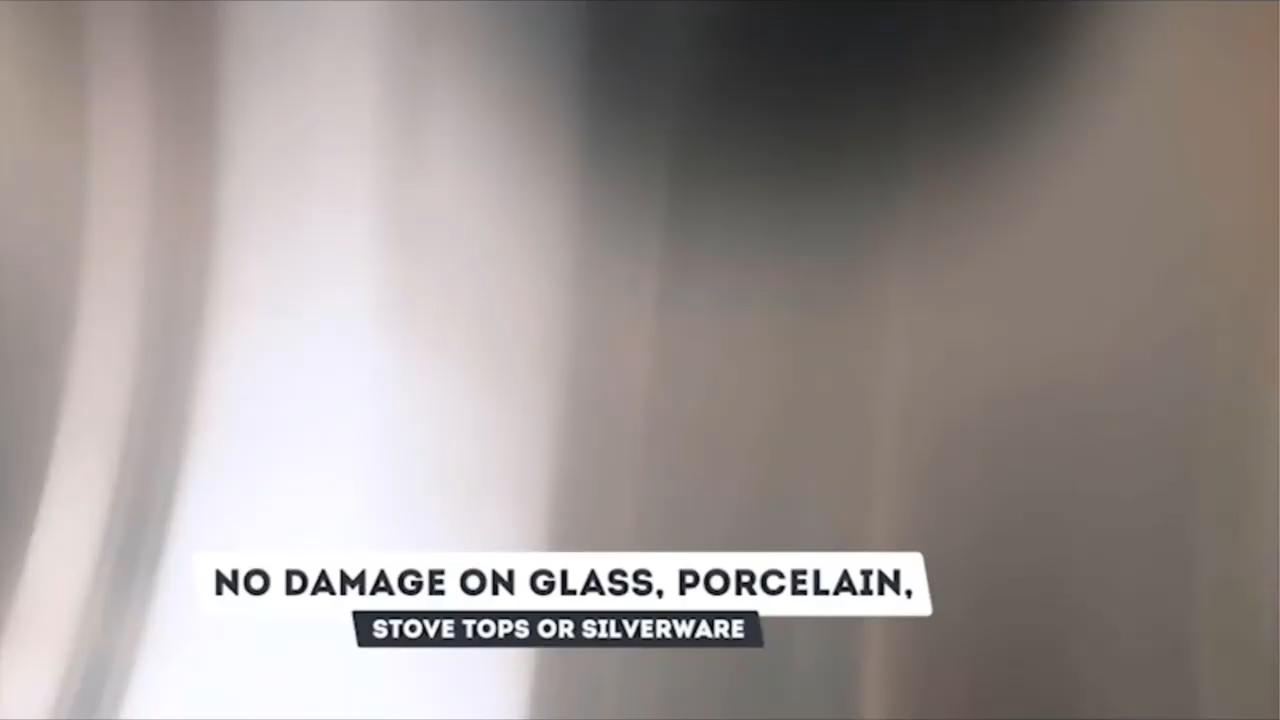 NO DAMAGE ON GLASS, PORCELAIN,
STOVE TOPS OR SILVERWARE